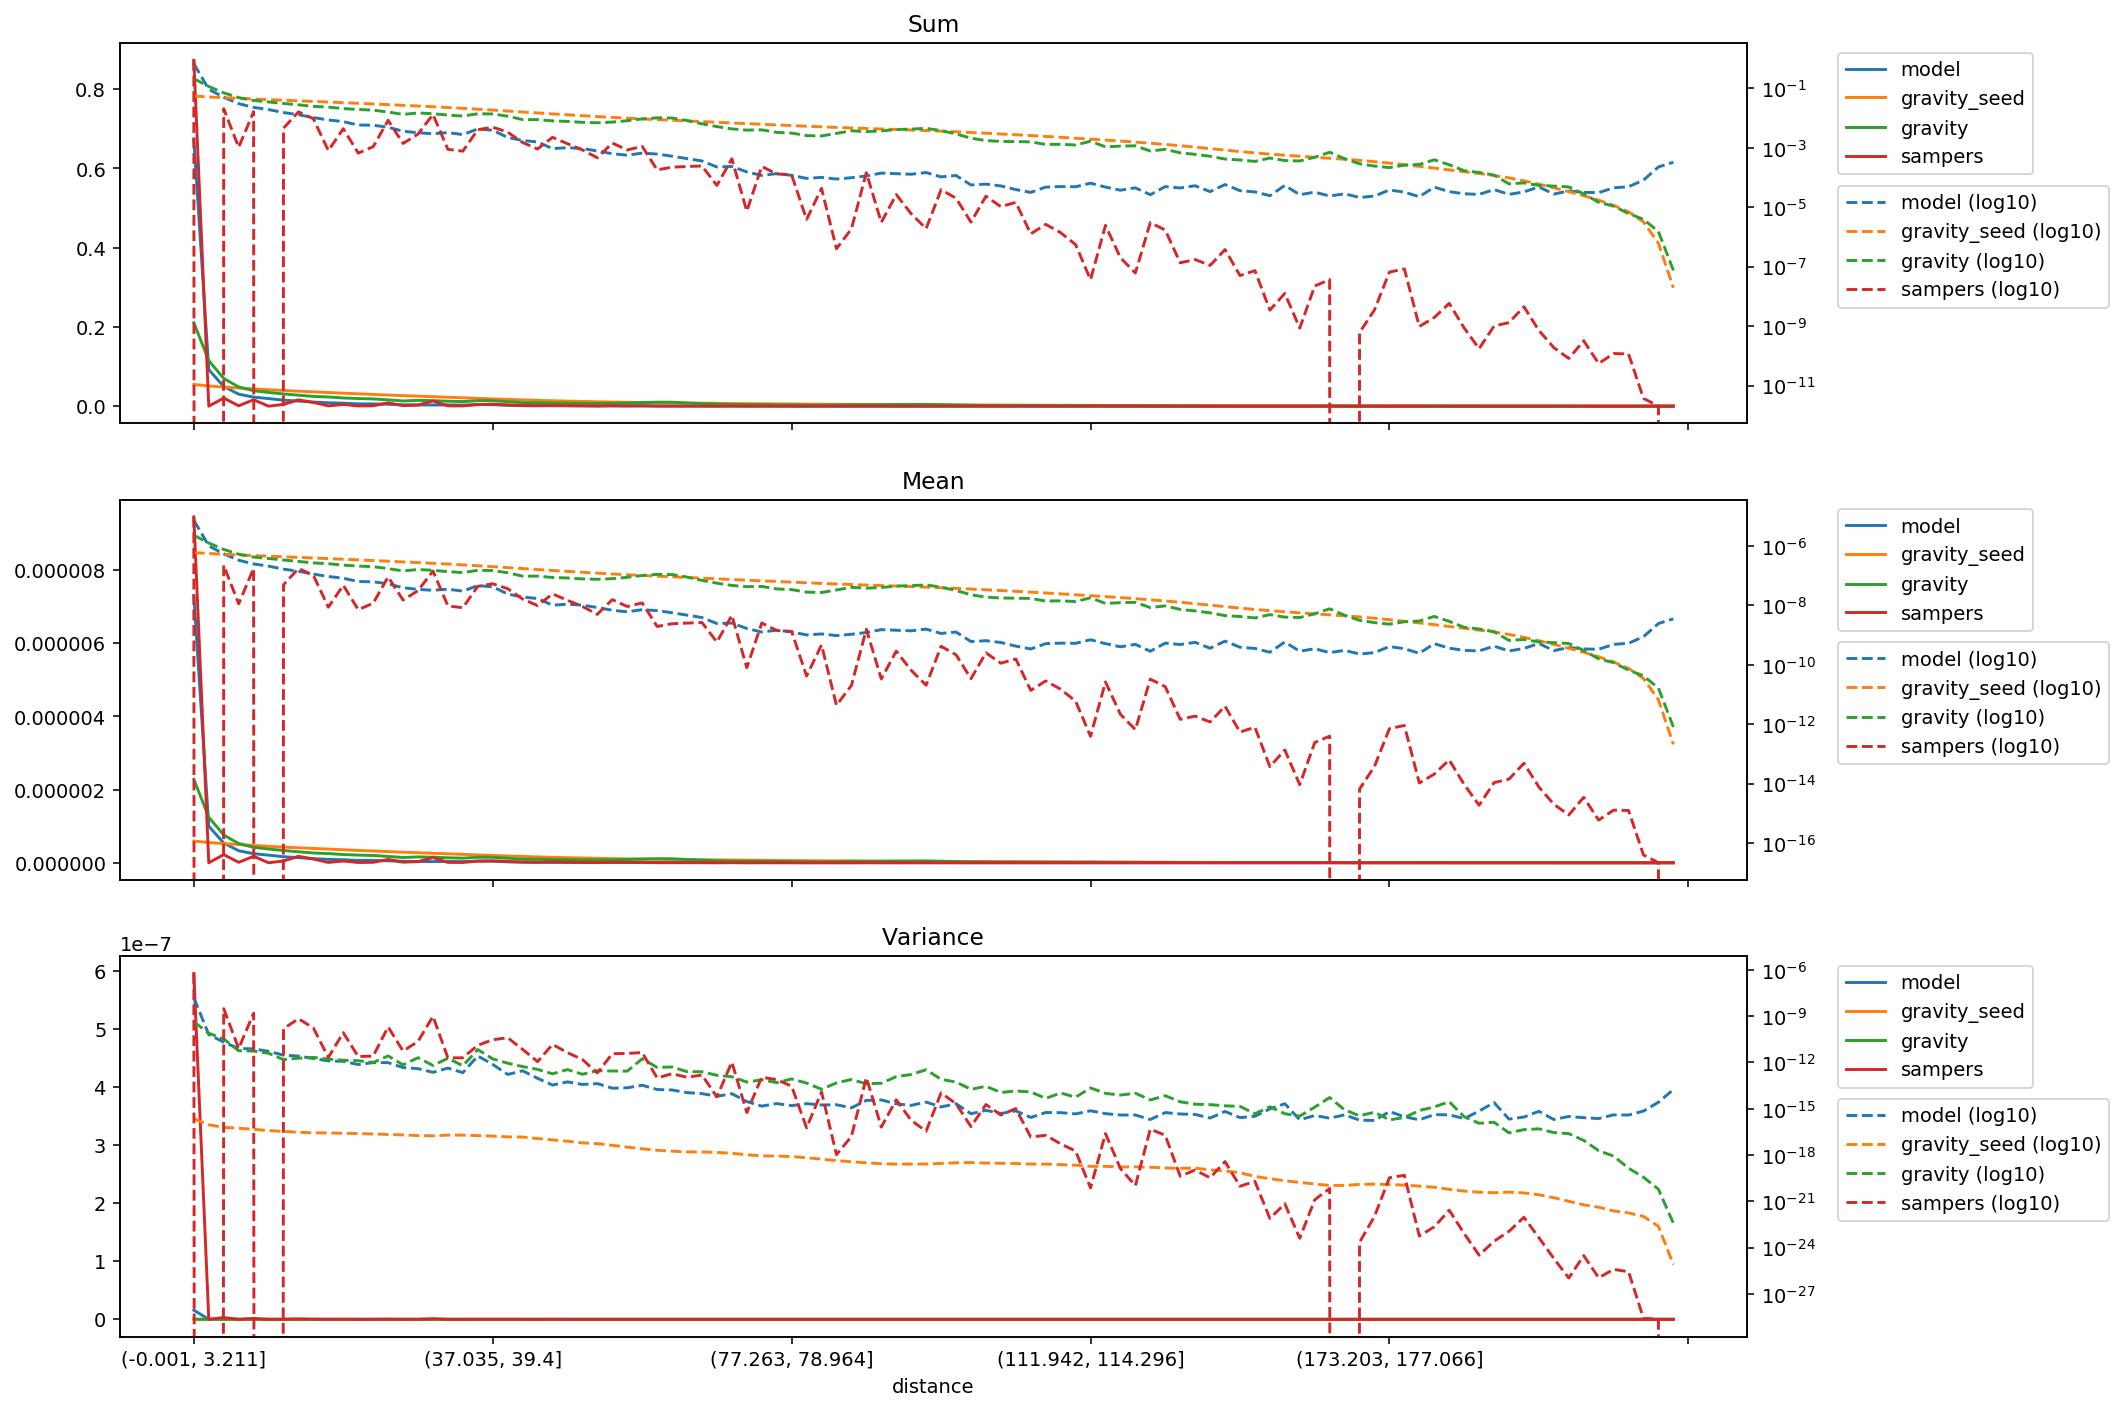 Sum
0.8
0.6
0.4
0.2
0.0
10⁻¹
10⁻³
10⁻⁵
10⁻⁷
10⁻⁹
10⁻¹¹
model
gravity_seed
gravity
sampers
model (log10)
gravity_seed (log10)
gravity (log10)
sampers (log10)
Mean
0.000008
0.000006
0.000004
0.000002
0.000000
10⁻⁶
10⁻⁸
10⁻¹⁰
10⁻¹²
10⁻¹⁴
10⁻¹⁶
model
gravity_seed
gravity
sampers
model (log10)
gravity_seed (log10)
gravity (log10)
sampers (log10)
Variance
1e−7
6
5
4
3
2
1
0
10⁻⁶
10⁻⁹
10⁻¹²
10⁻¹⁵
10⁻¹⁸
10⁻²¹
10⁻²⁴
10⁻²⁷
model
gravity_seed
gravity
sampers
model (log10)
gravity_seed (log10)
gravity (log10)
sampers (log10)
(-0.001, 3.211] (37.035, 39.4] (77.263, 78.964] (111.942, 114.296] (173.203, 177.066]
distance